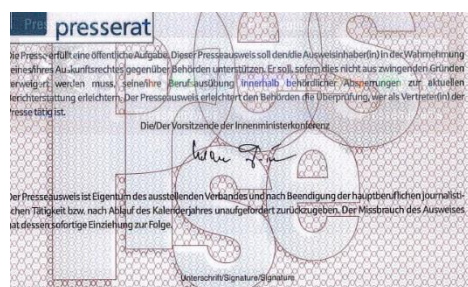 presserat
Die Presse erfüllt eine öffentliche Aufgabe. Dieser Presseausweis soll den/die Ausweisinhaber(in) in der Wahrnehmung
seines/ihres Auskunftsrechtes gegenüber Behörden unterstützen. Er soll, sofern dies nicht aus zwingenden Gründen
verweigert werden muss, seine/ihre Berufsausübung innerhalb behördlicher Absperrungen zur aktuellen
Berichterstattung erleichtern. Der Presseausweis erleichtert den Behörden die Überprüfung, wer als Vertreter(in) der
Presse tätig ist.
Die/Der Vorsitzende der Innenministerkonferenz
Der Presseausweis ist Eigentum des ausstellenden Verbandes und nach Beendigung der hauptberuflichen journalisti-
schen Tätigkeit bzw. nach Ablauf des Kalenderjahres unaufgefordert zurückzugeben. Der Missbrauch des Ausweises
hat dessen sofortige Einziehung zur Folge.
Unterschrift/Signature/Signature